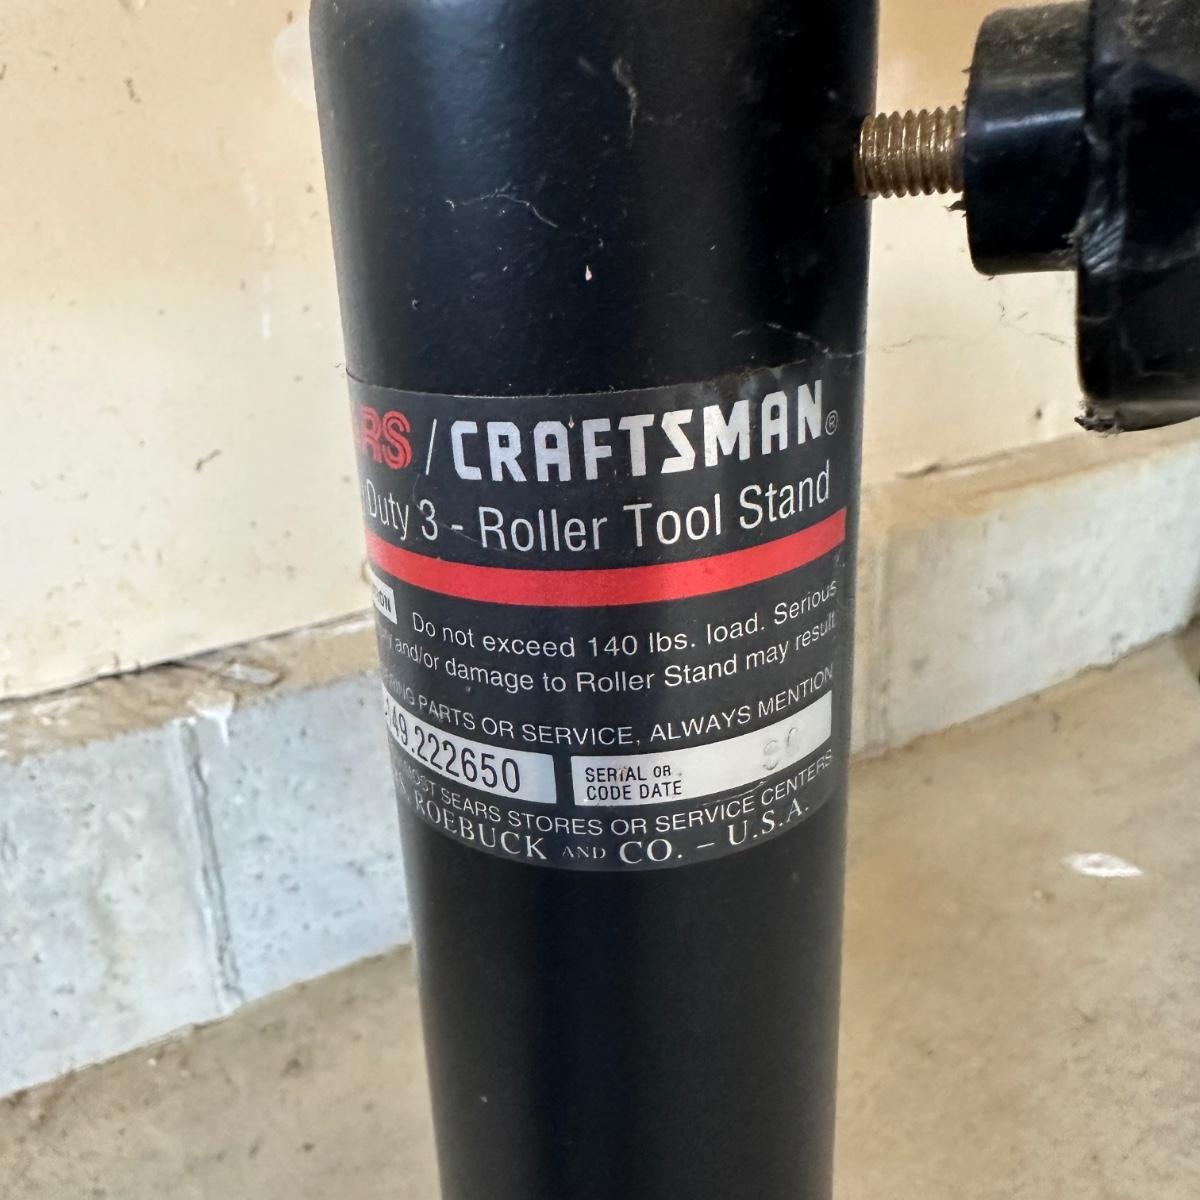 ARS / CRAFTSMAN®
Duty 3 - Roller Tool Stand
Do not exceed 140 lbs. load. Serious
and/or damage to Roller Stand may result
PARTS OR SERVICE, ALWAYS MENTION
49.222650 SERIAL OR
CODE DATE
MOST SEARS STORES OR SERVICE CENTERS
ROEBUCK AND CO. – U.S.A.